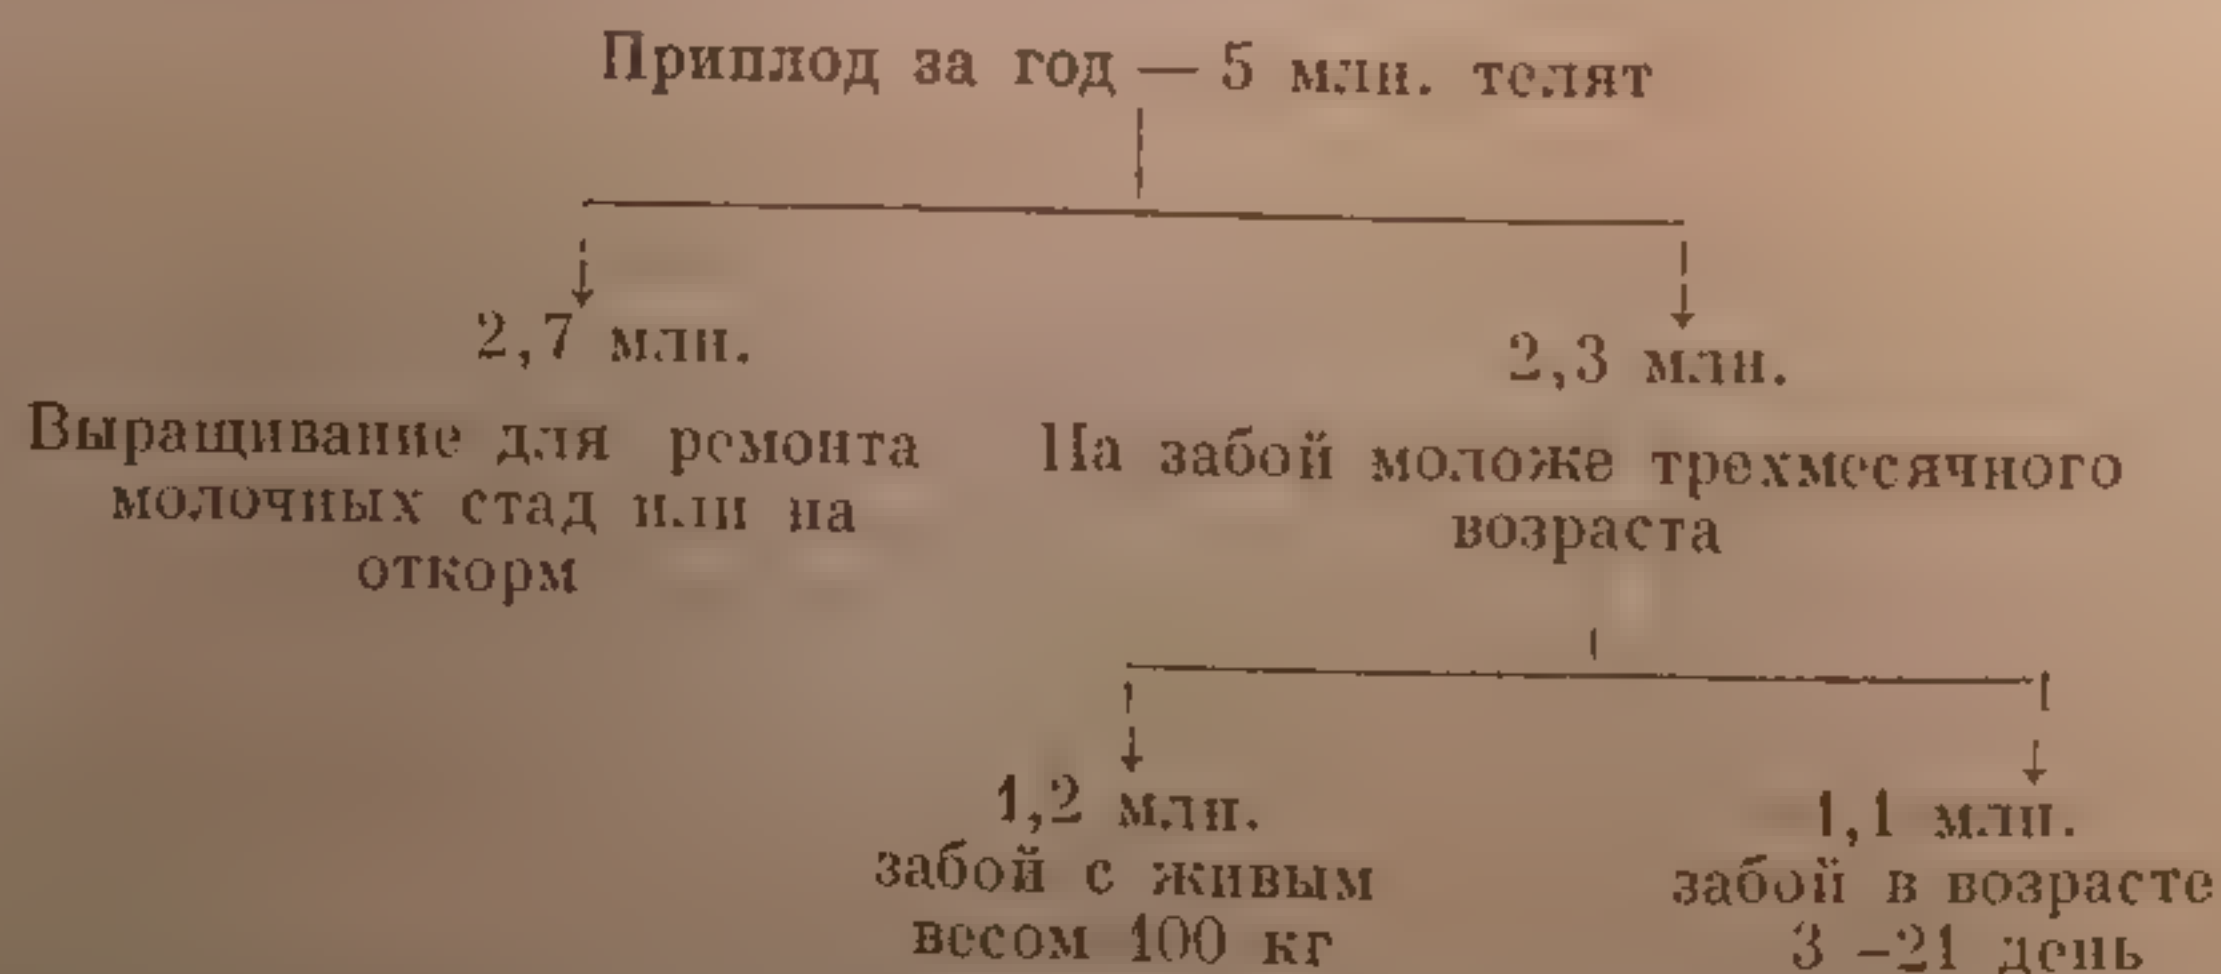 Приплод за год — 5 млн. телят
2,7 млн.
2,3 млн.
Выращивание для ремонта
молочных стад или на
откорм
На забой моложе трехмесячного
возраста
1,2 млн.
забой с живым
весом 100 кг
1,1 млн.
забой в возрасте
3–21 день